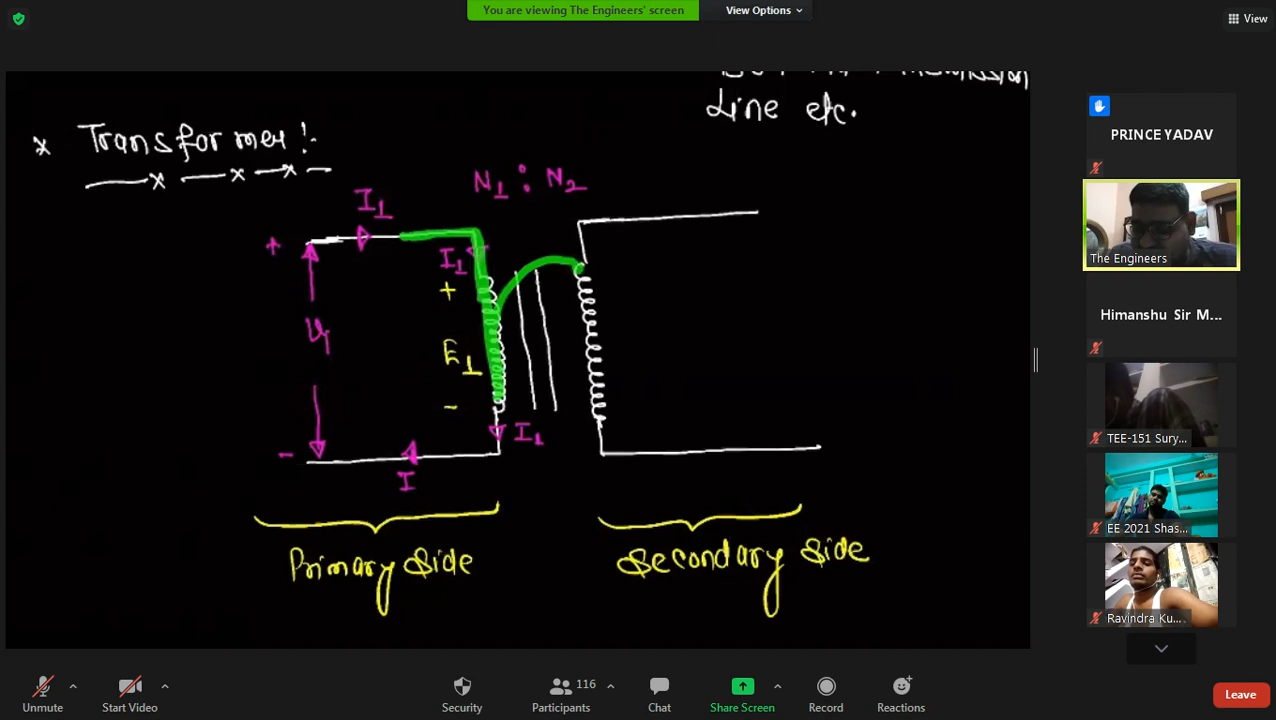 You are viewing The Engineers' screen
View Options
View
Line etc.
* Transformer :-
N1 : N2
I1
+
I1
+
V1
E1
-
-
I1
I
Primary Side
Secondary Side
PRINCE YADAV
The Engineers
Himanshu Sir M...
TEE-151 Sury...
EE 2021 Shas...
Ravindra Ku...
Unmute
Start Video
Security
116
Participants
Chat
Share Screen
Record
Reactions
Leave